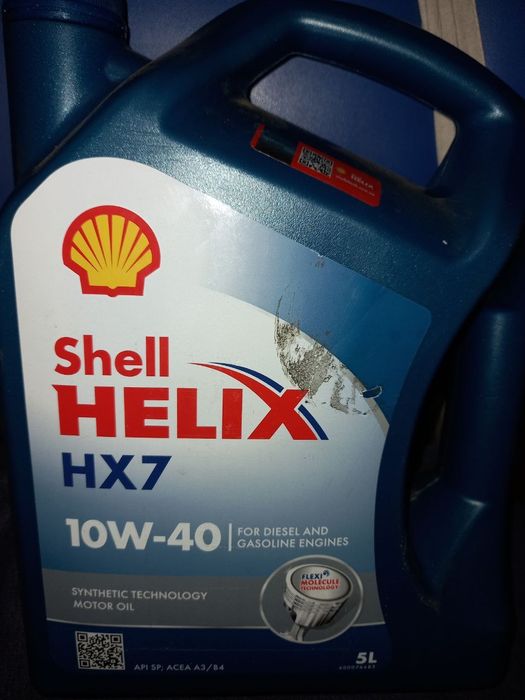 Shell
HELIX
HX7
10W-40
FOR DIESEL AND
GASOLINE ENGINES
SYNTHETIC TECHNOLOGY
MOTOR OIL
FLEXI
MOLECULE
TECHNOLOGY
API SP; ACEA A3/B4
5L